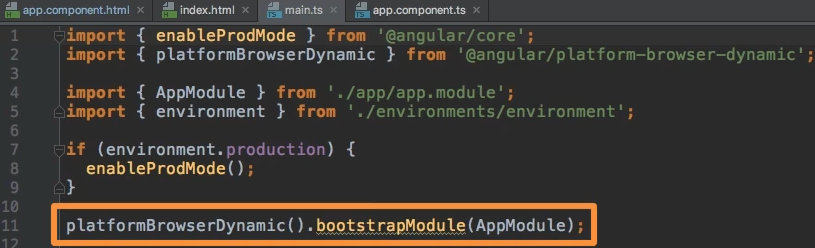 app.component.html × index.html × main.ts × app.component.ts ×
1 import { enableProdMode } from '@angular/core';
2 import { platformBrowserDynamic } from '@angular/platform-browser-dynamic';
3
4 import { AppModule } from './app/app.module';
5 import { environment } from './environments/environment';
6
7 if (environment.production) {
8 enableProdMode();
9 }
10
11 platformBrowserDynamic().bootstrapModule(AppModule);
12